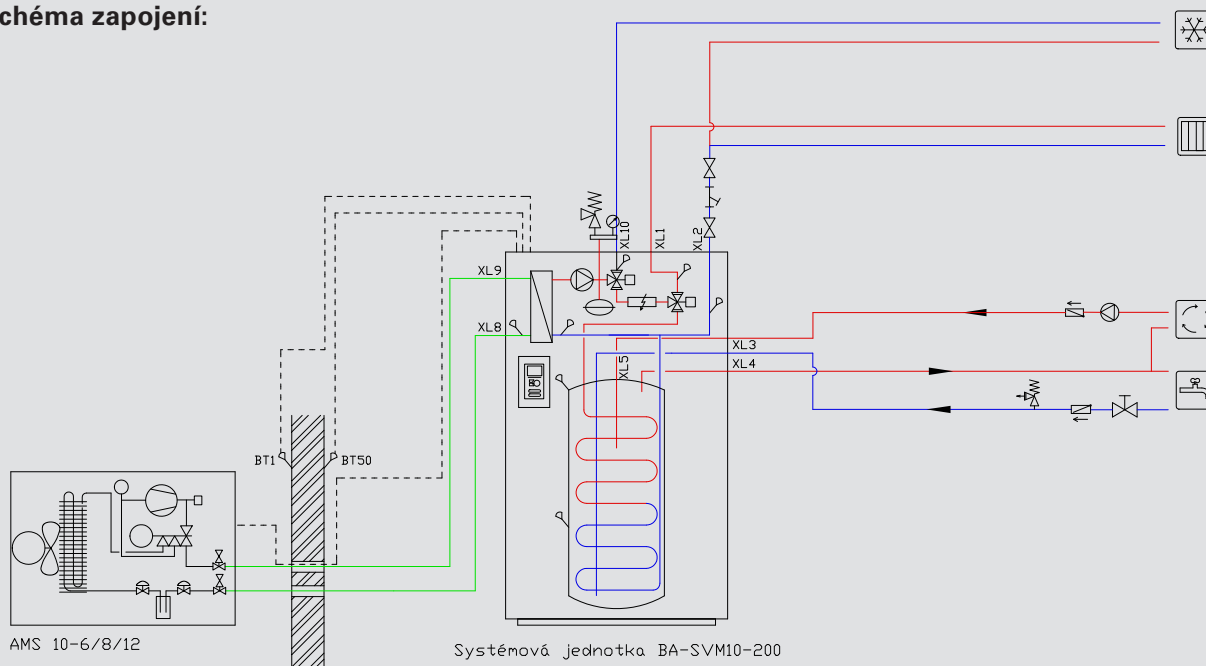 chéma zapojení:
XL10
XL1
XL2
XL9
XL8
XL3
XL4
XL5
BT1
BT50
AMS 10-6/8/12
Systémová jednotka BA-SVM10-200